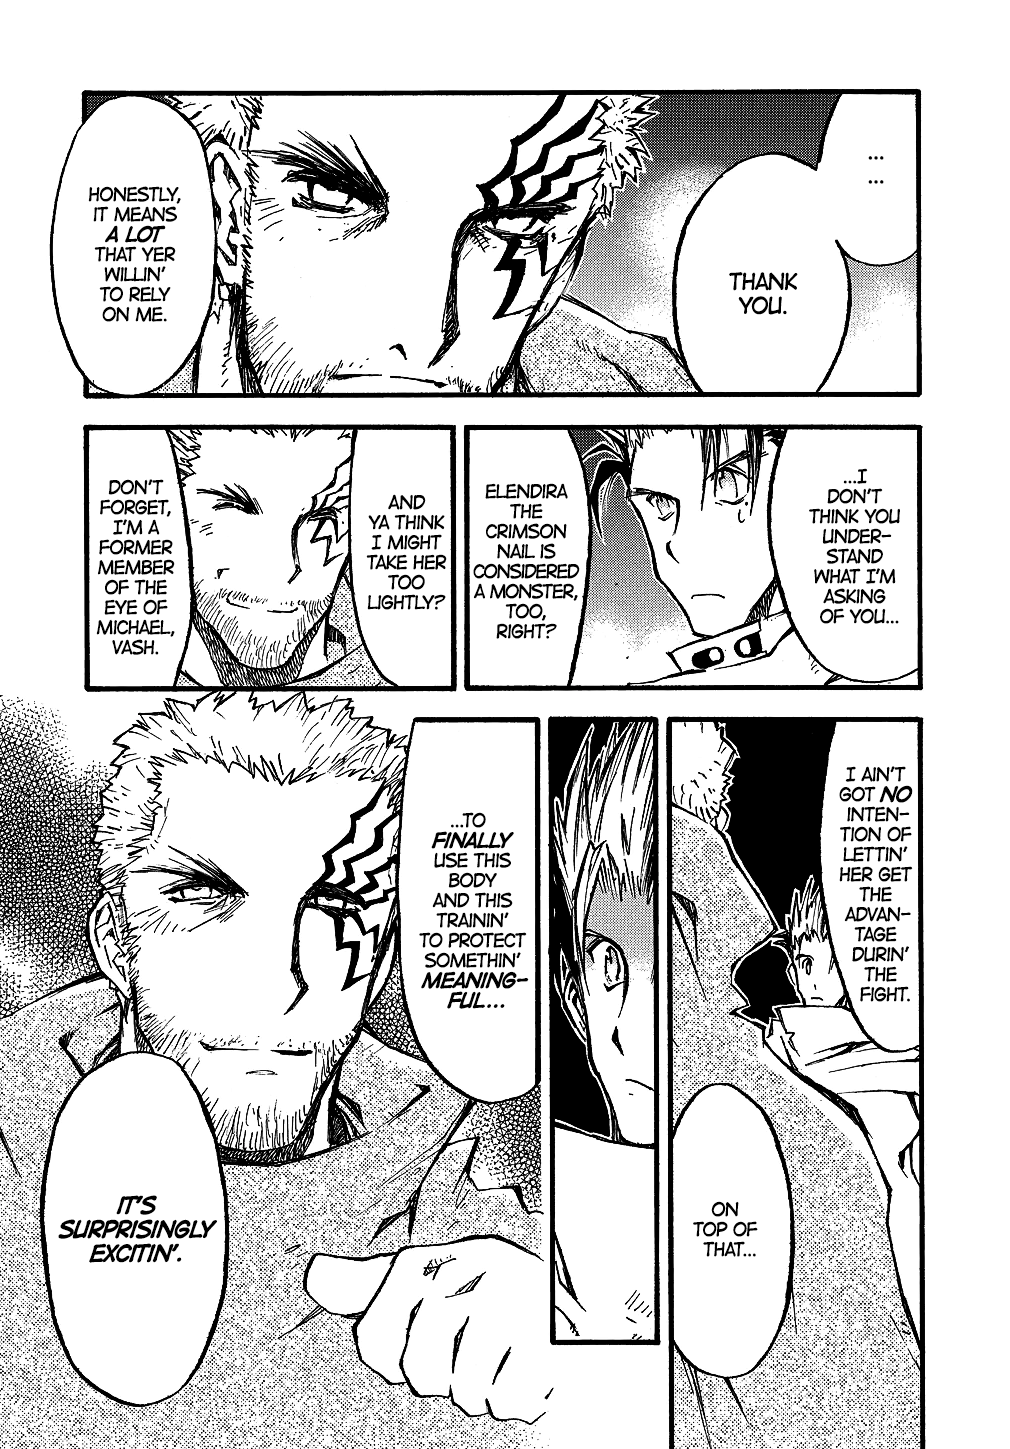 ...
...
THANK
YOU.
HONESTLY,
IT MEANS
A LOT
THAT YER
WILLIN'
TO RELY
ON ME.
...I
DON'T
THINK YOU
UNDER-
STAND
WHAT I'M
ASKING
OF YOU...
ELENDIRA
THE
CRIMSON
NAIL IS
CONSIDERED
A MONSTER,
TOO,
RIGHT?
AND
YA THINK
I MIGHT
TAKE HER
TOO
LIGHTLY?
DON'T
FORGET,
I'M A
FORMER
MEMBER
OF THE
EYE OF
MICHAEL,
VASH.
I AIN'T
GOT NO
INTEN-
TION OF
LETTIN'
HER GET
THE
ADVAN-
TAGE
DURIN'
THE
FIGHT.
ON
TOP OF
THAT...
...TO
FINALLY
USE THIS
BODY
AND THIS
TRAININ'
TO PROTECT
SOMETHIN'
MEANING-
FUL...
IT'S
SURPRISINGLY
EXCITIN'.